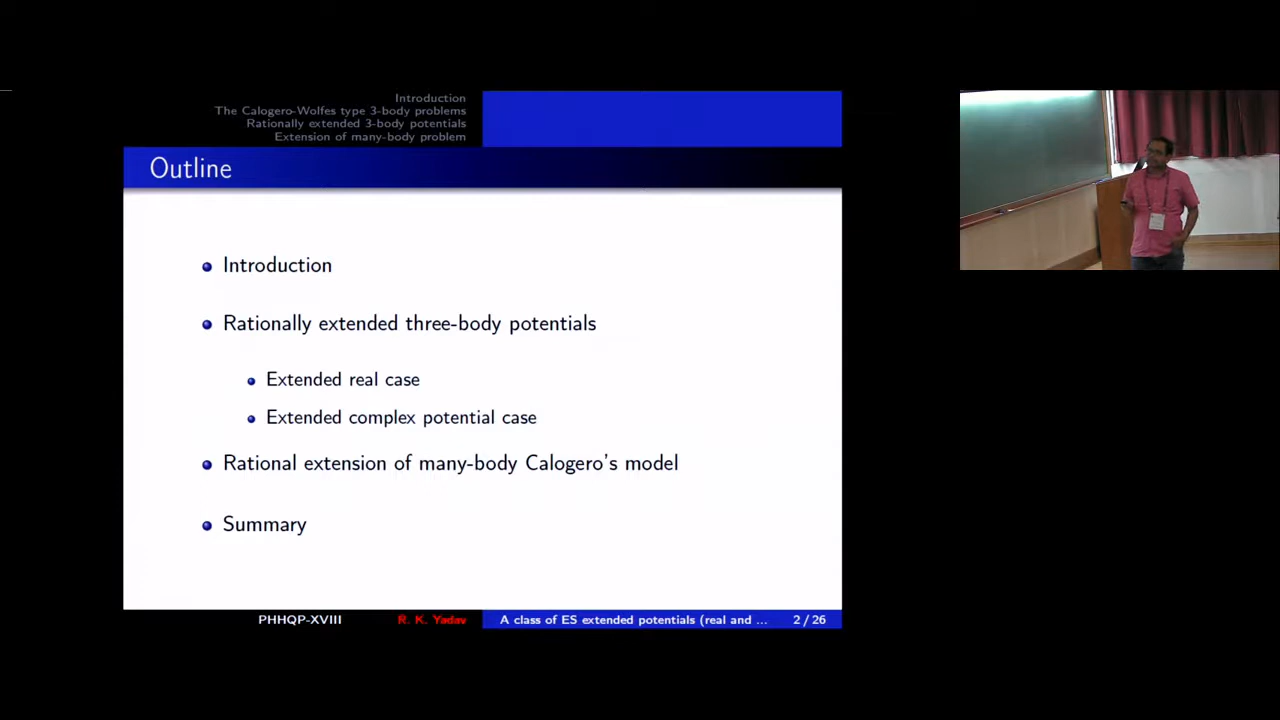 Introduction
The Calogero-Wolfes type 3-body problems
Rationally extended 3-body potentials
Extension of many-body problem
Outline
Introduction
Rationally extended three-body potentials
Extended real case
Extended complex potential case
Rational extension of many-body Calogero's model
Summary
PHHQP-XVIII R. K. Yadav A class of ES extended potentials (real and ... 2 / 26